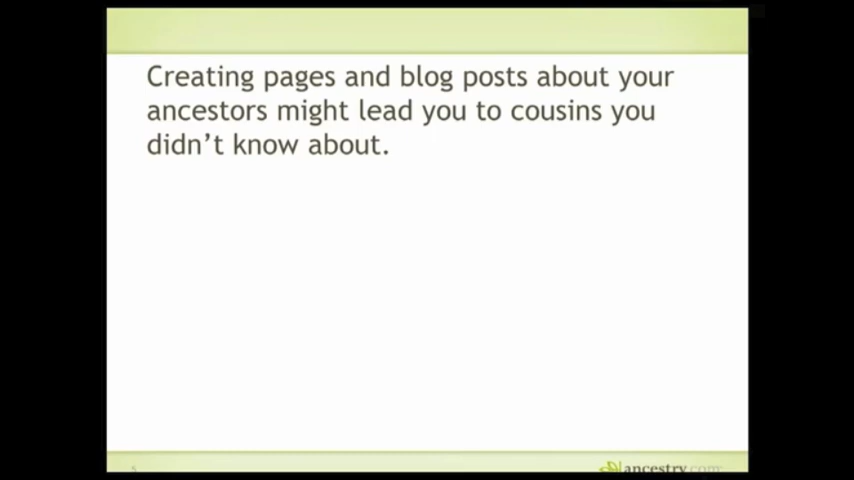 Creating pages and blog posts about your
ancestors might lead you to cousins you
didn't know about.
5
ancestry.com